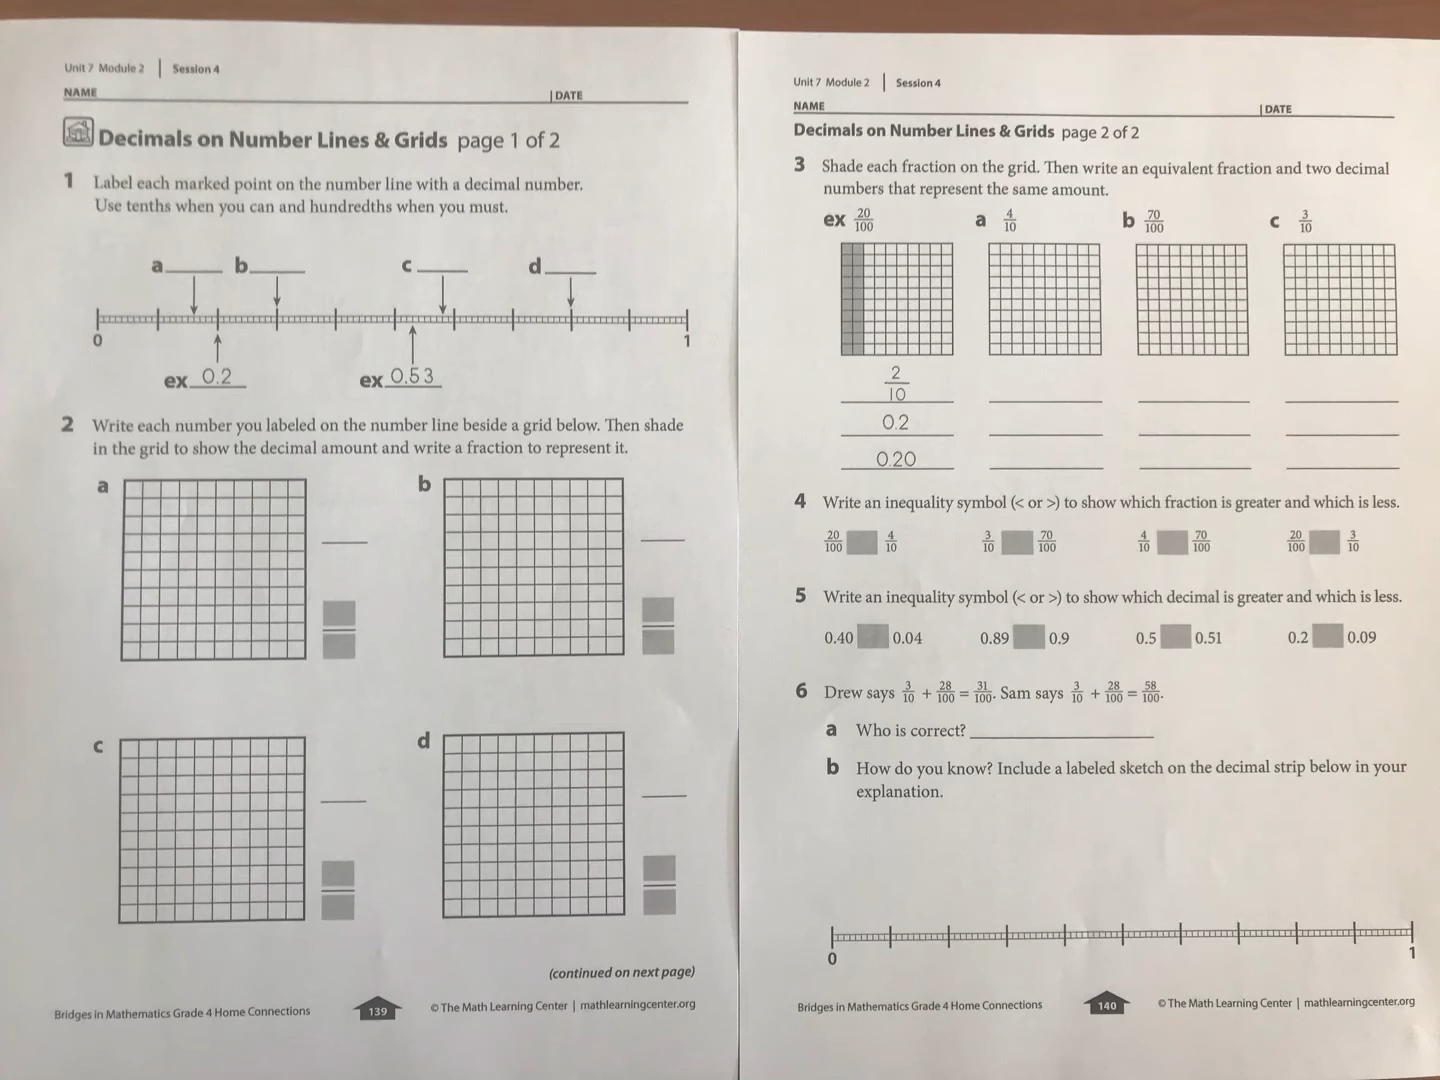 Unit 7 Module 2 | Session 4
NAME | DATE
Decimals on Number Lines & Grids page 1 of 2
1 Label each marked point on the number line with a decimal number.
Use tenths when you can and hundredths when you must.
a b c d
0 1
ex 0.2 ex 0.53
2 Write each number you labeled on the number line beside a grid below. Then shade
in the grid to show the decimal amount and write a fraction to represent it.
a b
c d
(continued on next page)
Bridges in Mathematics Grade 4 Home Connections 139 © The Math Learning Center | mathlearningcenter.org
Unit 7 Module 2 | Session 4
NAME | DATE
Decimals on Number Lines & Grids page 2 of 2
3 Shade each fraction on the grid. Then write an equivalent fraction and two decimal
numbers that represent the same amount.
ex 20/100 a 4/10 b 70/100 c 3/10
2/10
0.2
0.20
4 Write an inequality symbol (< or >) to show which fraction is greater and which is less.
20/100 4/10 3/10 70/100 4/10 70/100 20/100 3/10
5 Write an inequality symbol (< or >) to show which decimal is greater and which is less.
0.40 0.04 0.89 0.9 0.5 0.51 0.2 0.09
6 Drew says 3/10 + 28/100 = 31/100. Sam says 3/10 + 28/100 = 58/100.
a Who is correct?
b How do you know? Include a labeled sketch on the decimal strip below in your
explanation.
0 1
Bridges in Mathematics Grade 4 Home Connections 140 © The Math Learning Center | mathlearningcenter.org